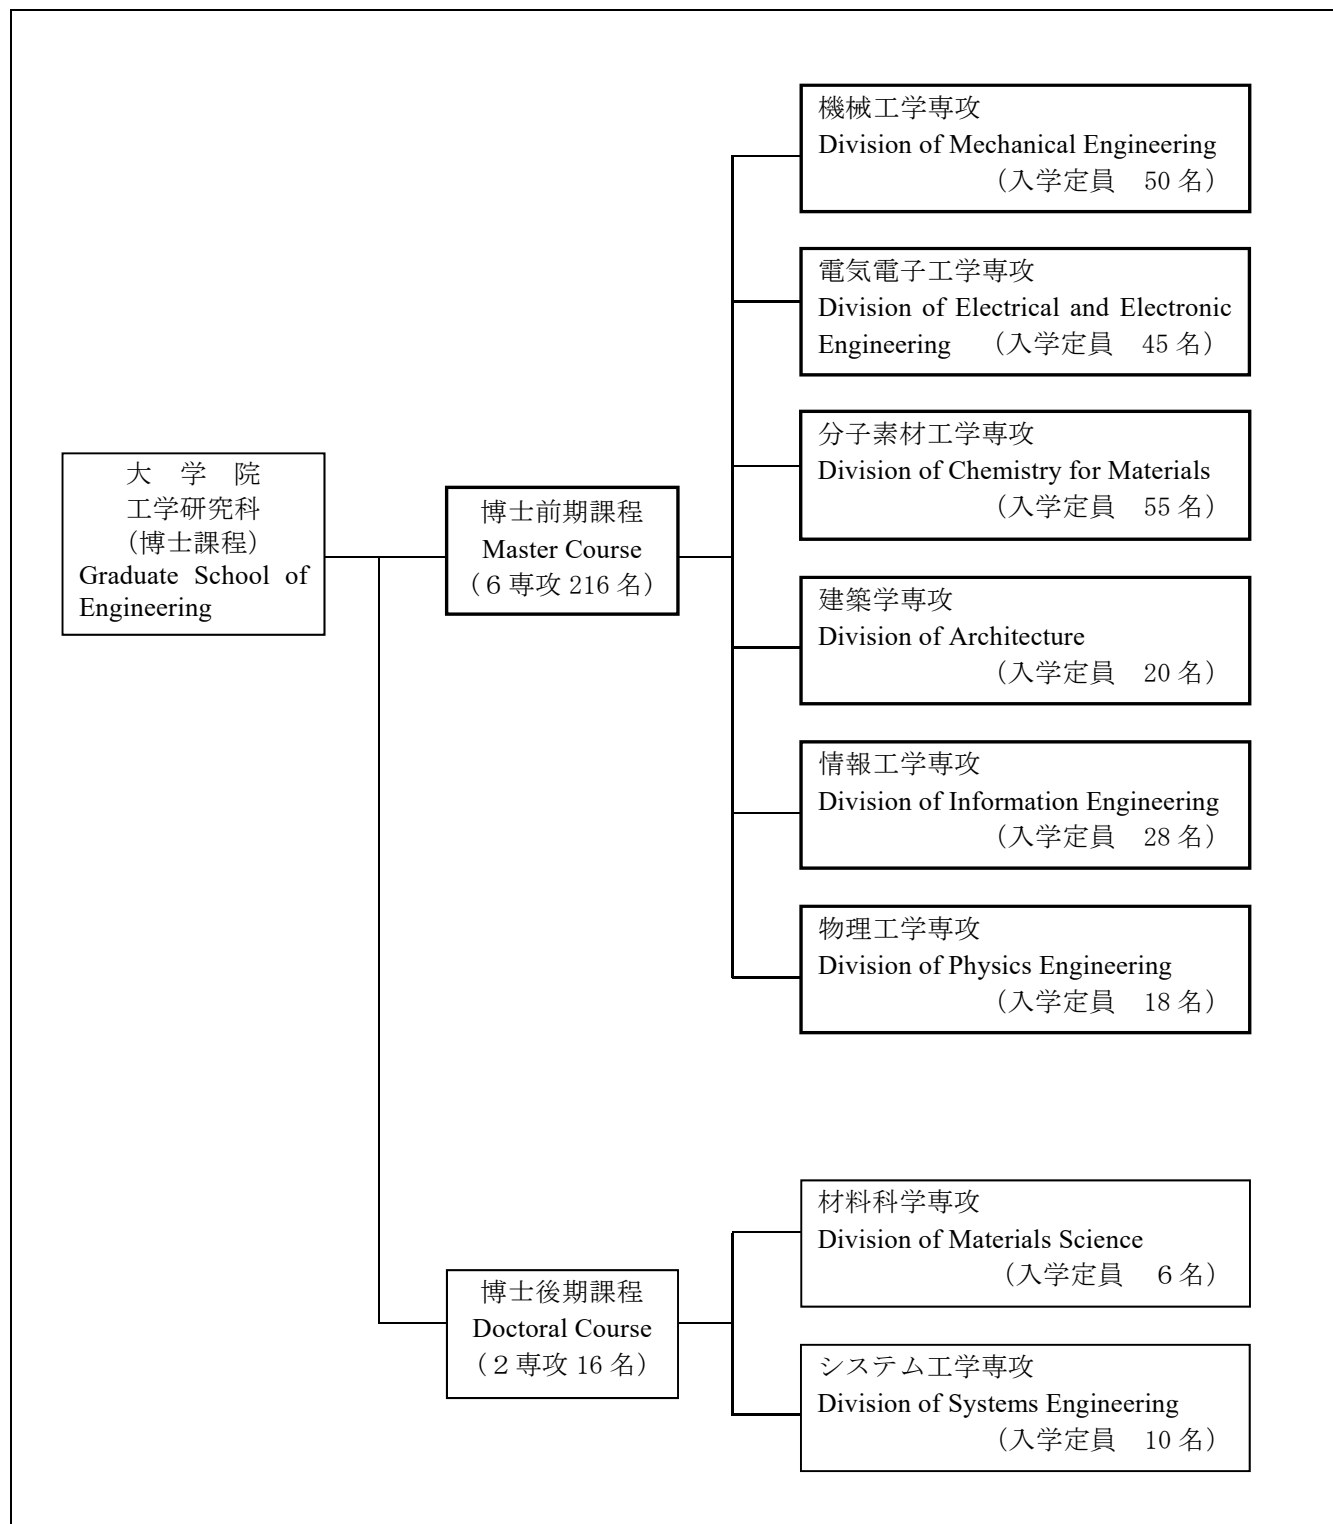 大　学　院
工学研究科
（博士課程）
Graduate School of
Engineering
博士前期課程
Master Course
（６専攻 216 名）
機械工学専攻
Division of Mechanical Engineering
（入学定員　50 名）
電気電子工学専攻
Division of Electrical and Electronic
Engineering　（入学定員　45 名）
分子素材工学専攻
Division of Chemistry for Materials
（入学定員　55 名）
建築学専攻
Division of Architecture
（入学定員　20 名）
情報工学専攻
Division of Information Engineering
（入学定員　28 名）
物理工学専攻
Division of Physics Engineering
（入学定員　18 名）
博士後期課程
Doctoral Course
（２専攻 16 名）
材料科学専攻
Division of Materials Science
（入学定員　６名）
システム工学専攻
Division of Systems Engineering
（入学定員　10 名）